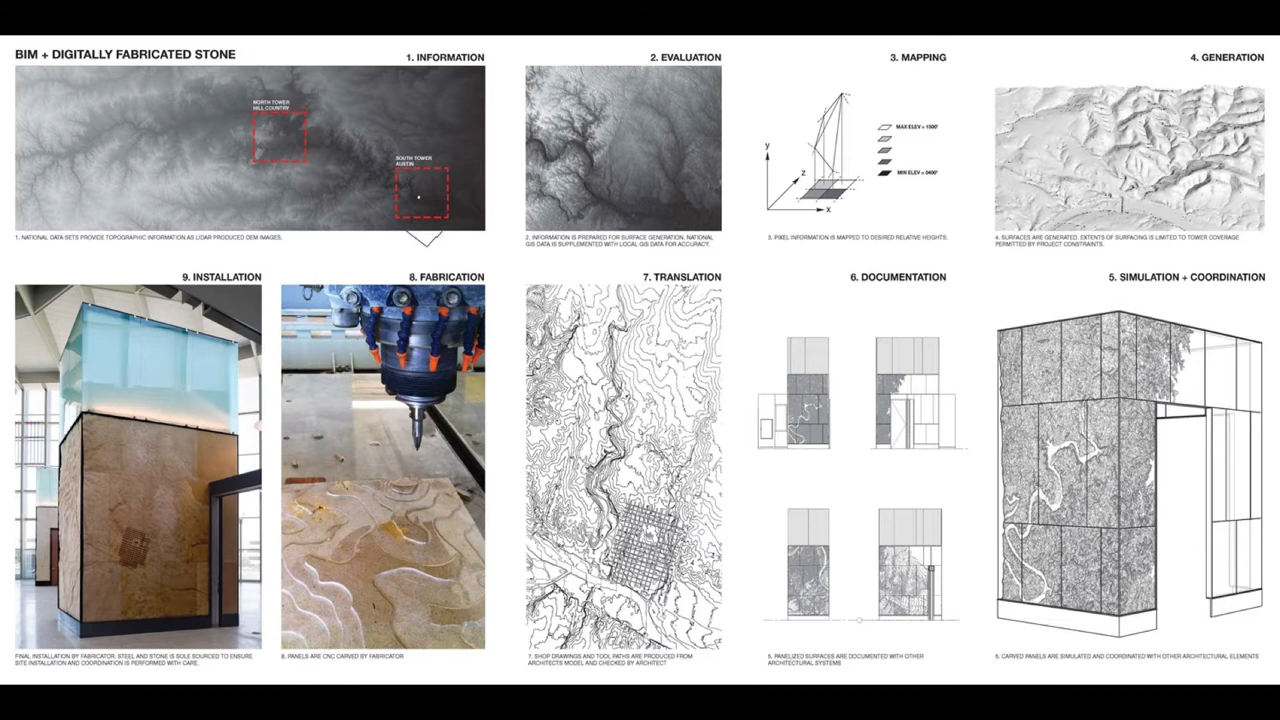 BIM + DIGITALLY FABRICATED STONE
1. INFORMATION
NORTH TOWER
HILL COUNTRY
SOUTH TOWER
AUSTIN
1. NATIONAL DATA SETS PROVIDE TOPOGRAPHIC INFORMATION AS LIDAR PRODUCED DEM IMAGES.
2. EVALUATION
2. INFORMATION IS PREPARED FOR SURFACE GENERATION. NATIONAL
GIS DATA IS SUPPLEMENTED WITH LOCAL GIS DATA FOR ACCURACY.
3. MAPPING
y
z
x
MAX ELEV = 1500'
MIN ELEV = 0400'
3. PIXEL INFORMATION IS MAPPED TO DESIRED RELATIVE HEIGHTS.
4. GENERATION
4. SURFACES ARE GENERATED. EXTENTS OF SURFACING IS LIMITED TO TOWER COVERAGE
PERMITTED BY PROJECT CONSTRAINTS.
9. INSTALLATION
FINAL INSTALLATION BY FABRICATOR. STEEL AND STONE IS SOLE SOURCED TO ENSURE
SITE INSTALLATION AND COORDINATION IS PERFORMED WITH CARE.
8. FABRICATION
8. PANELS ARE CNC CARVED BY FABRICATOR
7. TRANSLATION
7. SHOP DRAWINGS AND TOOL PATHS ARE PRODUCED FROM
ARCHITECTS MODEL AND CHECKED BY ARCHITECT
6. DOCUMENTATION
5. PANELIZED SURFACES ARE DOCUMENTED WITH OTHER
ARCHITECTURAL SYSTEMS
5. SIMULATION + COORDINATION
5. CARVED PANELS ARE SIMULATED AND COORDINATED WITH OTHER ARCHITECTURAL ELEMENTS